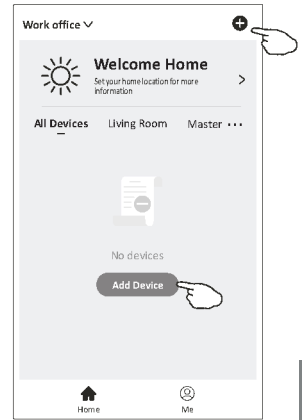 Work office
Welcome Home
Set your home location for more
information
All Devices Living Room Master ...
No devices
Add Device
Home Me